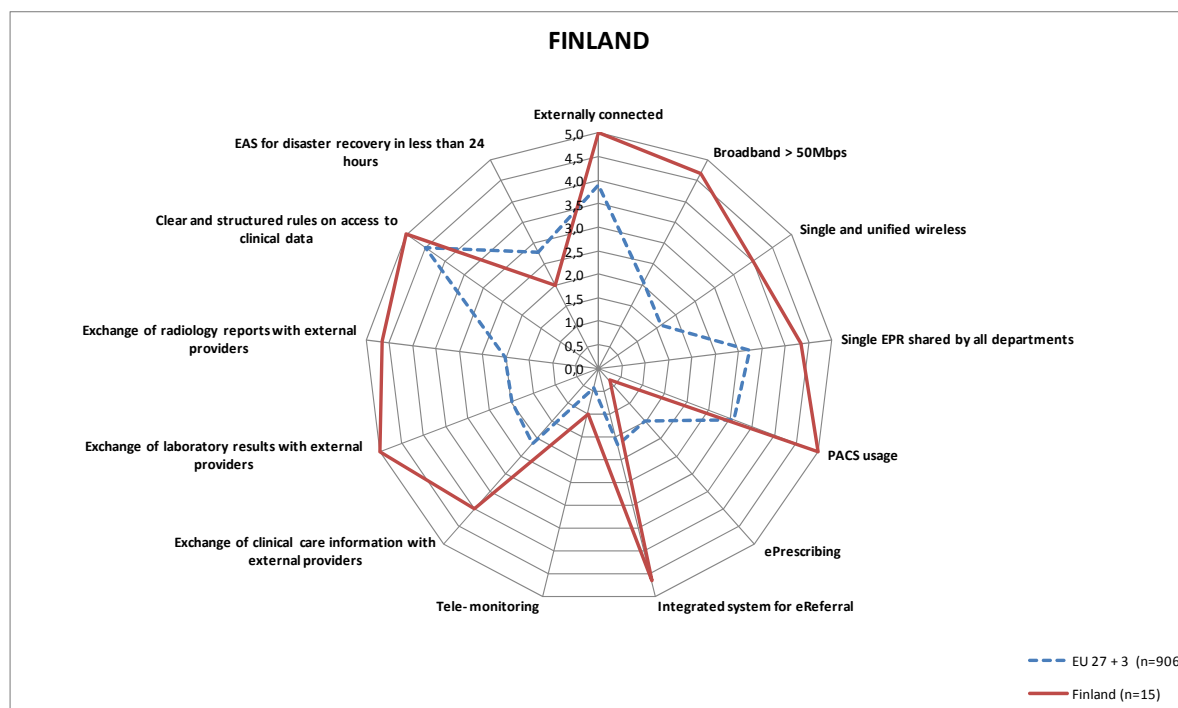 FINLAND
Externally connected
Broadband > 50Mbps
Single and unified wireless
Single EPR shared by all departments
PACS usage
ePrescribing
Integrated system for eReferral
Tele- monitoring
Exchange of clinical care information with
external providers
Exchange of laboratory results with external
providers
Exchange of radiology reports with external
providers
Clear and structured rules on access to
clinical data
EAS for disaster recovery in less than 24
hours
5,0
4,5
4,0
3,5
3,0
2,5
2,0
1,5
1,0
0,5
0,0
EU 27 + 3 (n=906
Finland (n=15)